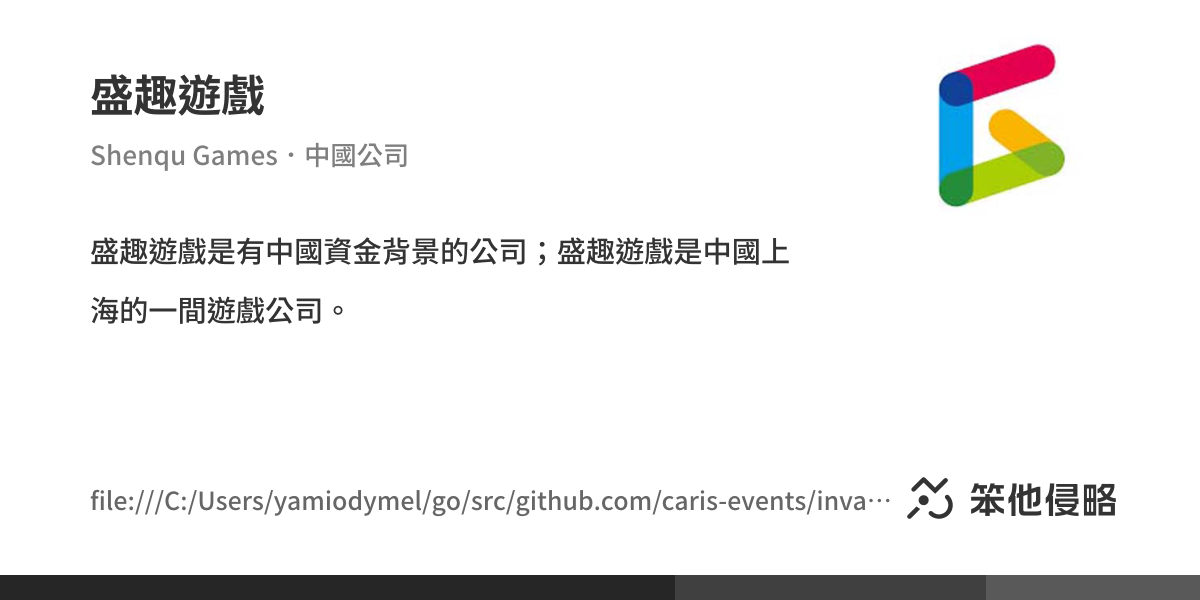 盛趣遊戲
Shenqu Games・中國公司
盛趣遊戲是有中國資金背景的公司；盛趣遊戲是中國上
海的一間遊戲公司。
file:///C:/Users/yamiodymel/go/src/github.com/caris-events/inva…
笨他侵略